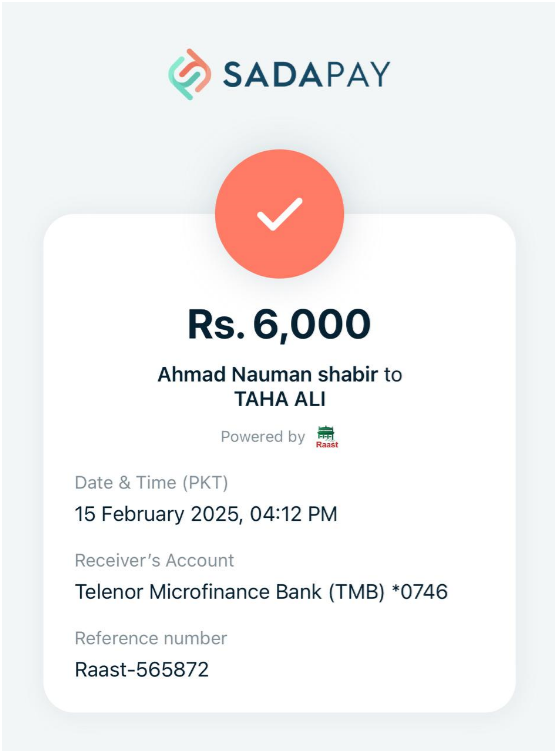 SADAPAY
Rs. 6,000
Ahmad Nauman shabir to
TAHA ALI
Powered by Raast
Date & Time (PKT)
15 February 2025, 04:12 PM
Receiver’s Account
Telenor Microfinance Bank (TMB) *0746
Reference number
Raast-565872